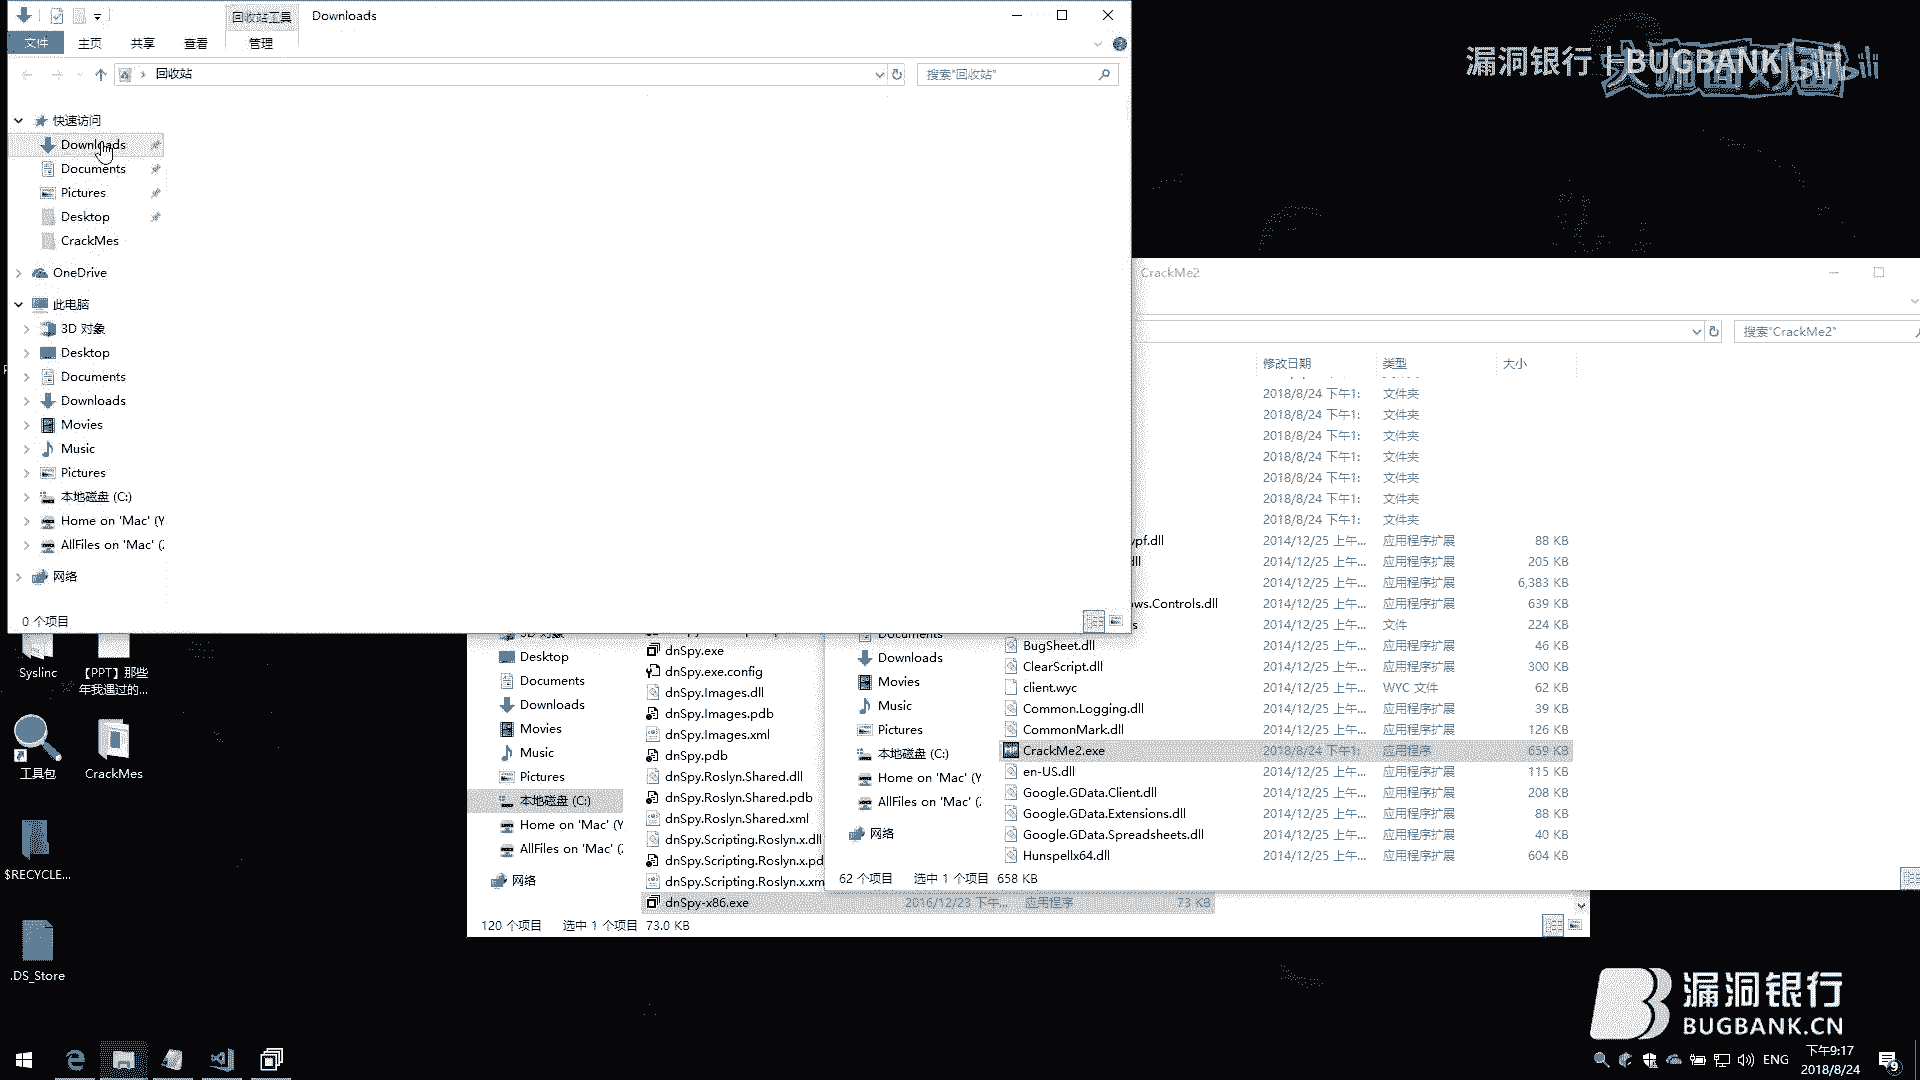 回收站工具
Downloads
文件
主页
共享
查看
管理
回收站
搜索"回收站"
快速访问
Downloads
Documents
Pictures
Desktop
CrackMes
OneDrive
此电脑
3D 对象
Desktop
Documents
Downloads
Movies
Music
Pictures
本地磁盘 (C:)
Home on 'Mac' (Y
AllFiles on 'Mac' (
网络
0 个项目
漏洞银行 | BUGBANK
大咖面对面
bilibili
CrackMe2
搜索"CrackMe2"
修改日期
类型
大小
2018/8/24 下午1:
文件夹
2018/8/24 下午1:
文件夹
2018/8/24 下午1:
文件夹
2018/8/24 下午1:
文件夹
2018/8/24 下午1:
文件夹
2018/8/24 下午1:
文件夹
2018/8/24 下午1:
文件夹
pf.dll
2014/12/25 上午...
应用程序扩展
88 KB
2014/12/25 上午...
应用程序扩展
205 KB
2014/12/25 上午...
应用程序扩展
6,383 KB
ws.Controls.dll
2014/12/25 上午...
应用程序扩展
639 KB
2014/12/25 上午...
文件
224 KB
BugSheet.dll
2014/12/25 上午...
应用程序扩展
46 KB
ClearScript.dll
2014/12/25 上午...
应用程序扩展
300 KB
client.wyc
2014/12/25 上午...
WYC 文件
62 KB
Common.Logging.dll
2014/12/25 上午...
应用程序扩展
39 KB
CommonMark.dll
2014/12/25 上午...
应用程序扩展
126 KB
CrackMe2.exe
2018/8/24 下午1:
应用程序
659 KB
en-US.dll
2014/12/25 上午...
应用程序扩展
115 KB
Google.GData.Client.dll
2014/12/25 上午...
应用程序扩展
208 KB
Google.GData.Extensions.dll
2014/12/25 上午...
应用程序扩展
88 KB
Google.GData.Spreadsheets.dll
2014/12/25 上午...
应用程序扩展
40 KB
Hunspellx64.dll
2014/12/25 上午...
应用程序扩展
604 KB
Documents
Downloads
Movies
Music
Pictures
本地磁盘 (C:)
Home on 'Mac' (Y
AllFiles on 'Mac' (
网络
62 个项目
选中 1 个项目 658 KB
3D 对象
Desktop
Documents
Downloads
Movies
Music
Pictures
本地磁盘 (C:)
Home on 'Mac' (Y
AllFiles on 'Mac' (
网络
dnSpy.exe
dnSpy.exe.config
dnSpy.Images.dll
dnSpy.Images.pdb
dnSpy.Images.xml
dnSpy.pdb
dnSpy.Roslyn.Shared.dll
dnSpy.Roslyn.Shared.pdb
dnSpy.Roslyn.Shared.xml
dnSpy.Scripting.Roslyn.x.dll
dnSpy.Scripting.Roslyn.x.pd
dnSpy.Scripting.Roslyn.x.xm
dnSpy-x86.exe
2016/12/23 下午...
应用程序
73 KB
120 个项目
选中 1 个项目 73.0 KB
Syslinc
【PPT】那些
年我遇过的...
工具包
CrackMes
$RECYCLE...
.DS_Store
漏洞银行
BUGBANK.CN
ENG
下午9:17
2018/8/24
9